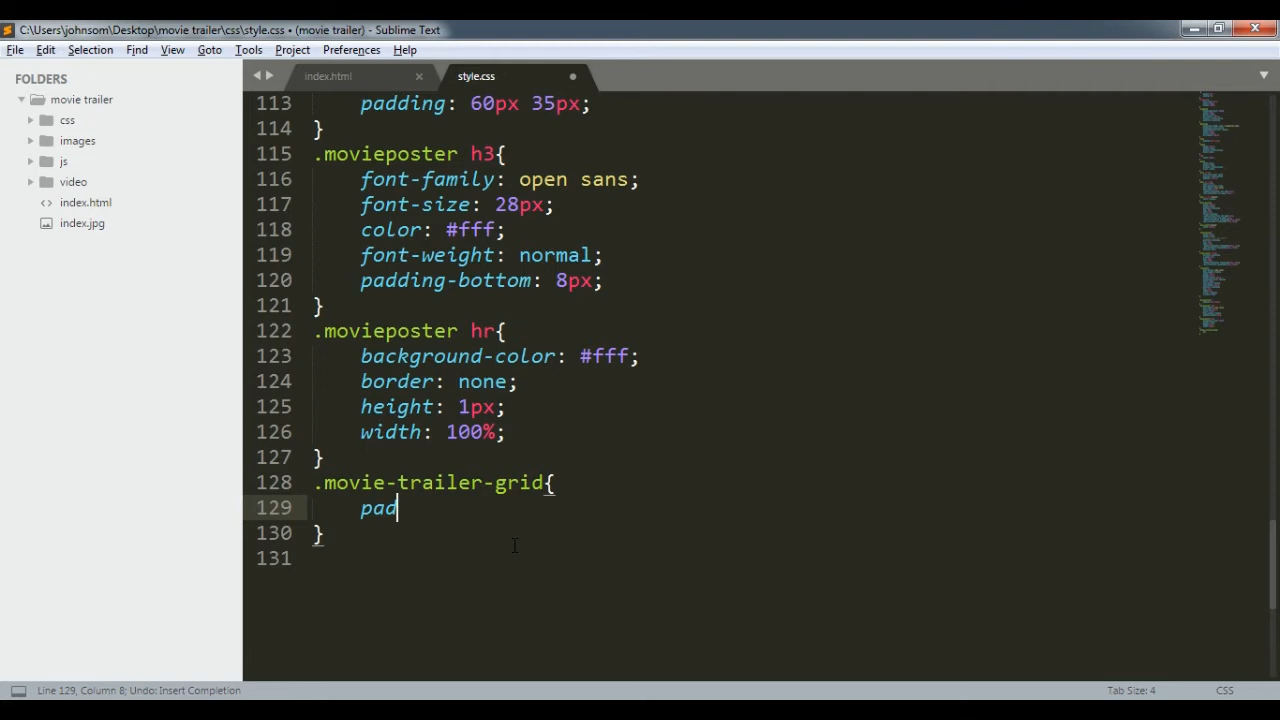 C:\Users\johnsom\Desktop\movie trailer\css\style.css • (movie trailer) - Sublime Text
File Edit Selection Find View Goto Tools Project Preferences Help
FOLDERS
movie trailer
css
images
js
video
index.html
index.jpg
index.html × style.css
113 padding: 60px 35px;
114 }
115 .movieposter h3{
116 font-family: open sans;
117 font-size: 28px;
118 color: #fff;
119 font-weight: normal;
120 padding-bottom: 8px;
121 }
122 .movieposter hr{
123 background-color: #fff;
124 border: none;
125 height: 1px;
126 width: 100%;
127 }
128 .movie-trailer-grid{
129 pad
130 }
131
Line 129, Column 8; Undo: Insert Completion Tab Size: 4 CSS